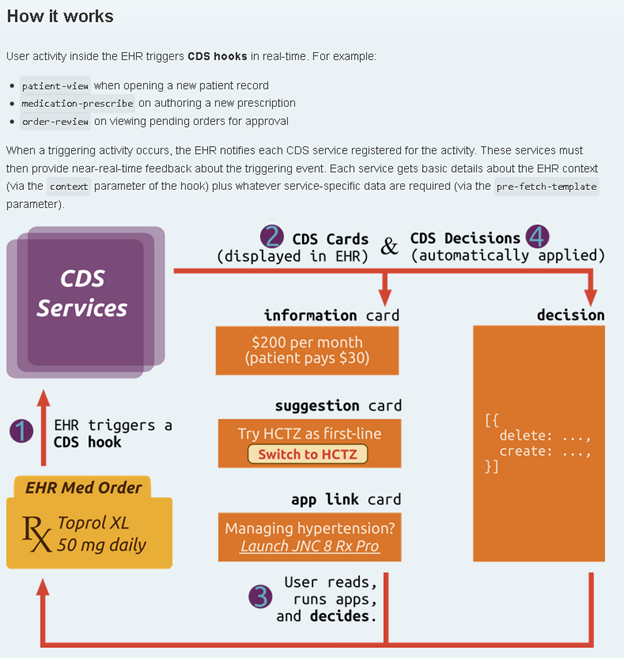 How it works
User activity inside the EHR triggers CDS hooks in real-time. For example:
• patient-view when opening a new patient record
• medication-prescribe on authoring a new prescription
• order-review on viewing pending orders for approval
When a triggering activity occurs, the EHR notifies each CDS service registered for the activity. These services must
then provide near-real-time feedback about the triggering event. Each service gets basic details about the EHR context
(via the context parameter of the hook) plus whatever service-specific data are required (via the pre-fetch-template
parameter).
CDS
Services
2 CDS Cards
(displayed in EHR)
&
CDS Decisions 4
(automatically applied)
information card
$200 per month
(patient pays $30)
suggestion card
Try HCTZ as first-line
Switch to HCTZ
app link card
Managing hypertension?
Launch JNC 8 Rx Pro
decision
[{
delete: ...,
create: ...,
}]
1 EHR triggers a
CDS hook
EHR Med Order
Rx Toprol XL
50 mg daily
3 User reads,
runs apps,
and decides.